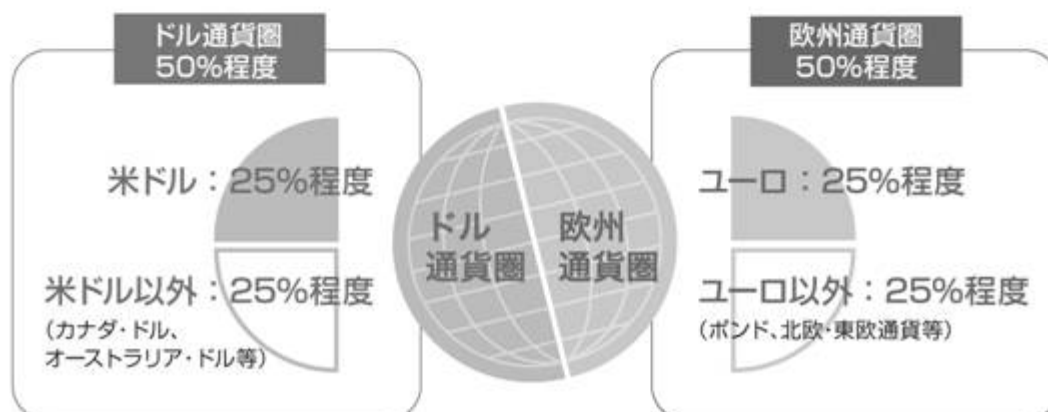 ドル通貨圏
50%程度
米ドル：25%程度
米ドル以外：25%程度
（カナダ・ドル、
オーストラリア・ドル等）
ドル
通貨圏
欧州
通貨圏
欧州通貨圏
50%程度
ユーロ：25%程度
ユーロ以外：25%程度
（ポンド、北欧・東欧通貨等）